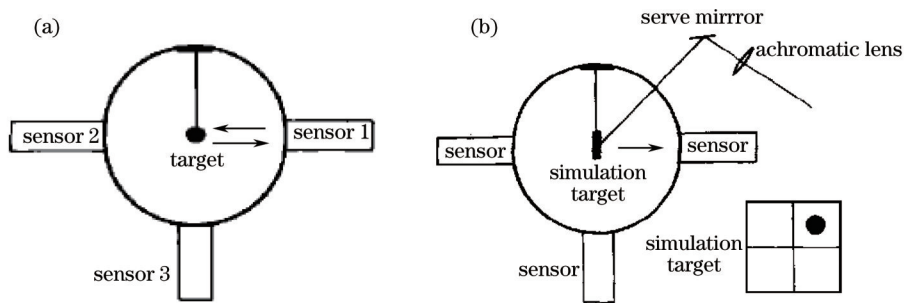 (a)
sensor 2
sensor 1
target
sensor 3
(b)
serve mirrror
achromatic lens
sensor
sensor
simulation
target
sensor
simulation
target